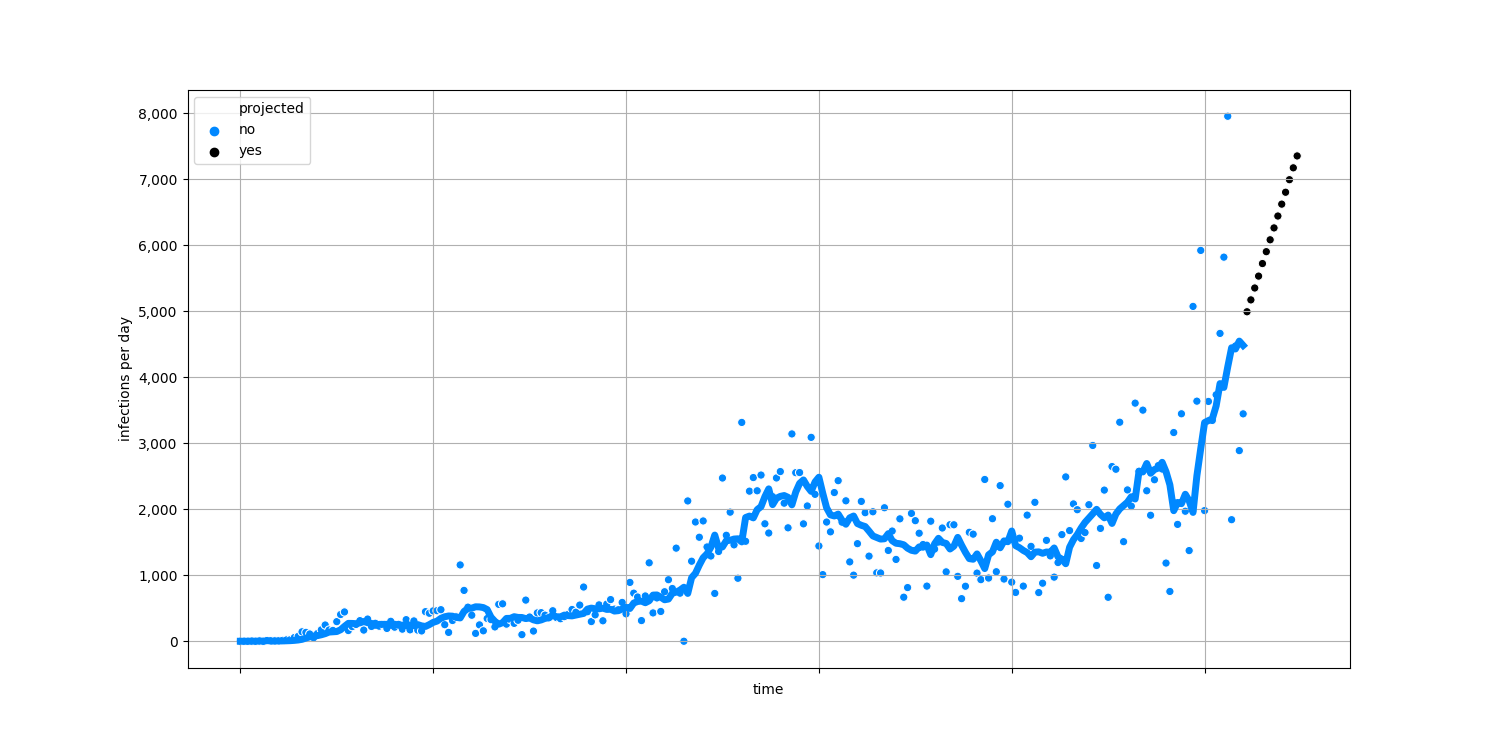 projected
no
yes
8,000
7,000
6,000
5,000
4,000
3,000
2,000
1,000
0
infections per day
time